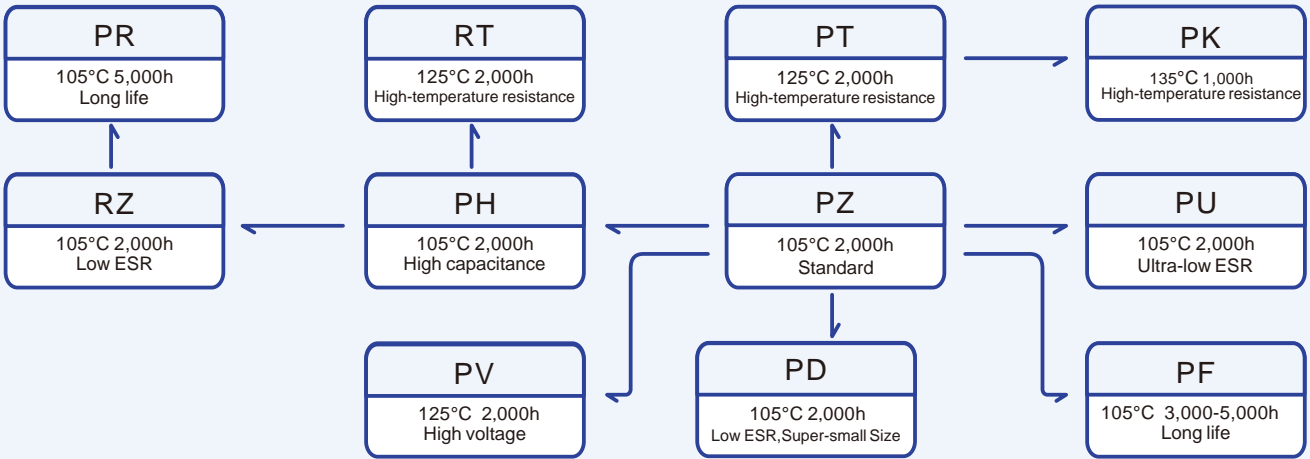 PR
105°C 5,000h
Long life
RT
125°C 2,000h
High-temperature resistance
PT
125°C 2,000h
High-temperature resistance
PK
135°C 1,000h
High-temperature resistance
RZ
105°C 2,000h
Low ESR
PH
105°C 2,000h
High capacitance
PZ
105°C 2,000h
Standard
PU
105°C 2,000h
Ultra-low ESR
PV
125°C 2,000h
High voltage
PD
105°C 2,000h
Low ESR,Super-small Size
PF
105°C 3,000-5,000h
Long life